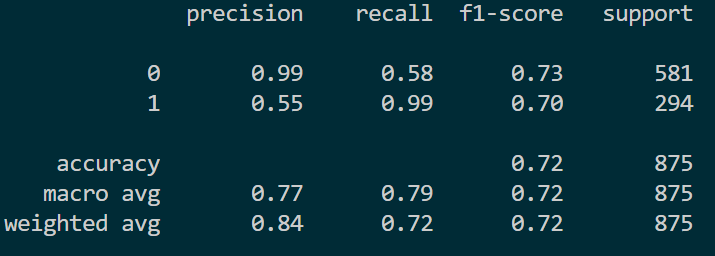 precision recall f1-score support
0 0.99 0.58 0.73 581
1 0.55 0.99 0.70 294
accuracy 0.72 875
macro avg 0.77 0.79 0.72 875
weighted avg 0.84 0.72 0.72 875